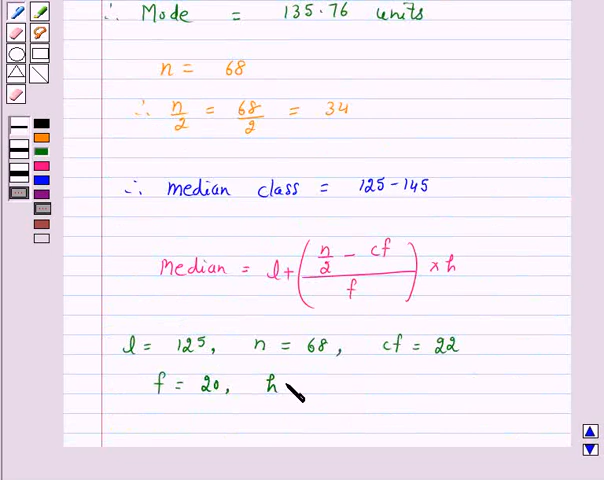 ∴ Mode = 135.76 units
n = 68
∴ n/2 = 68/2 = 34
∴ median class = 125-145
Median = l + ((n/2 - cf)/f) × h
l = 125, n = 68, cf = 22
f = 20, h